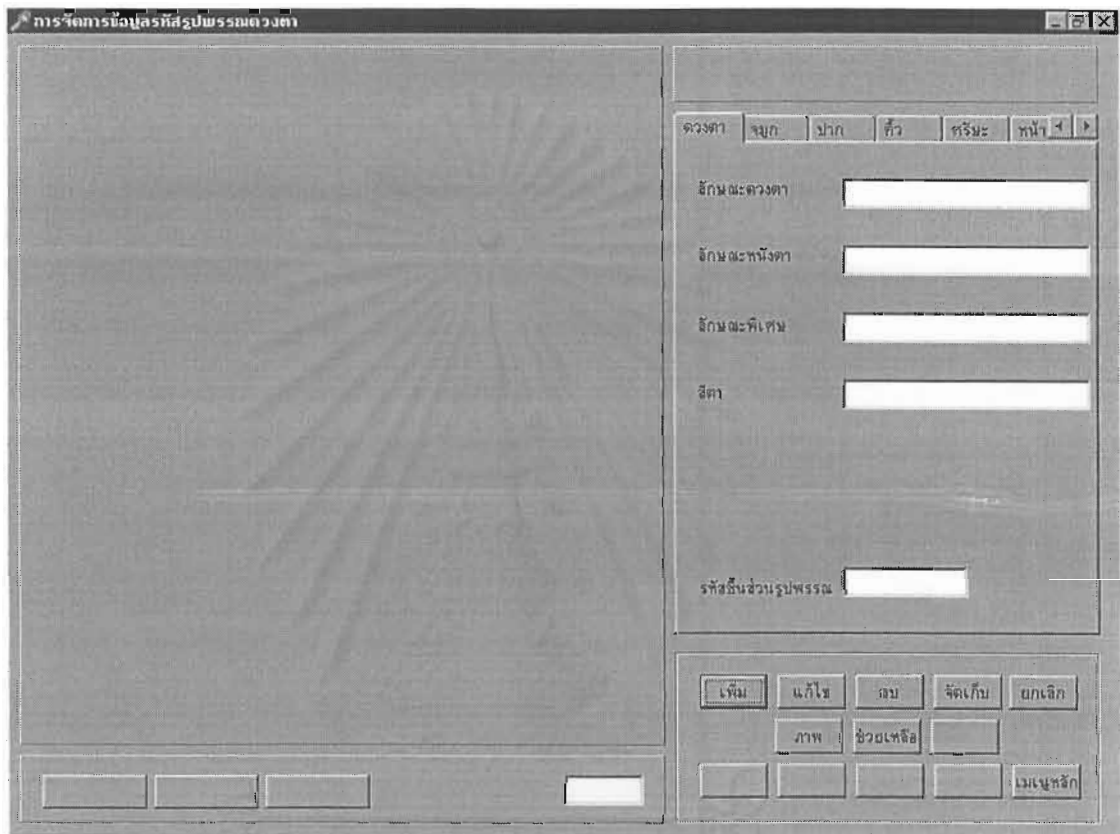 การจัดการข้อมูลรหัสรูปพรรณดวงตา
ดวงตา จมูก ปาก คิ้ว ศรีษะ หน้า
ลักษณะดวงตา
ลักษณะหนังตา
ลักษณะพิเศษ
สีตา
รหัสชิ้นส่วนรูปพรรณ
เพิ่ม แก้ไข ลบ จัดเก็บ ยกเลิก
ภาพ ช่วยเหลือ
เมนูหลัก